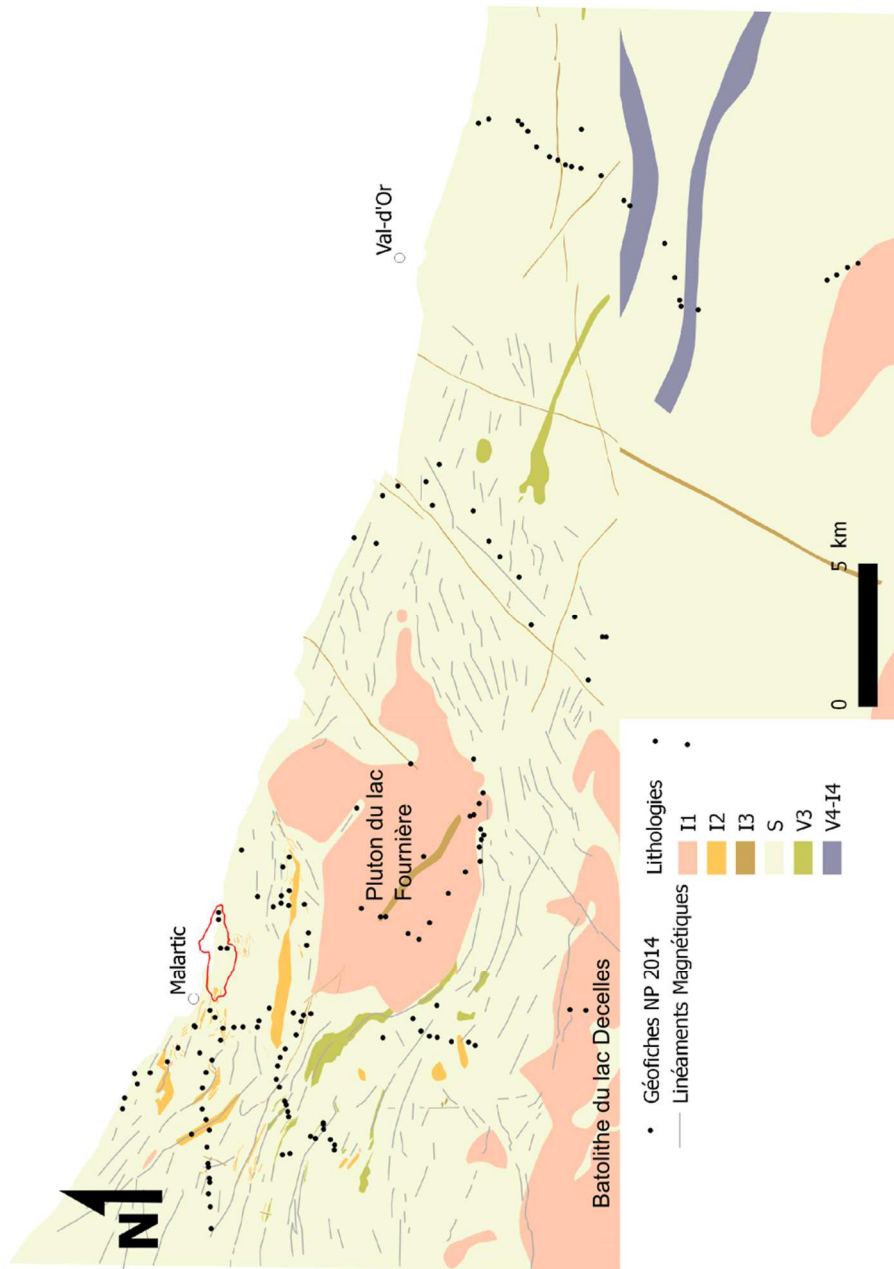 N
Malartic
Val-d'Or
Pluton du lac
Fournière
Batolithe du lac Decelles
Géofiches NP 2014
Linéaments Magnétiques
Lithologies
I1
I2
I3
S
V3
V4-I4
0
5 km